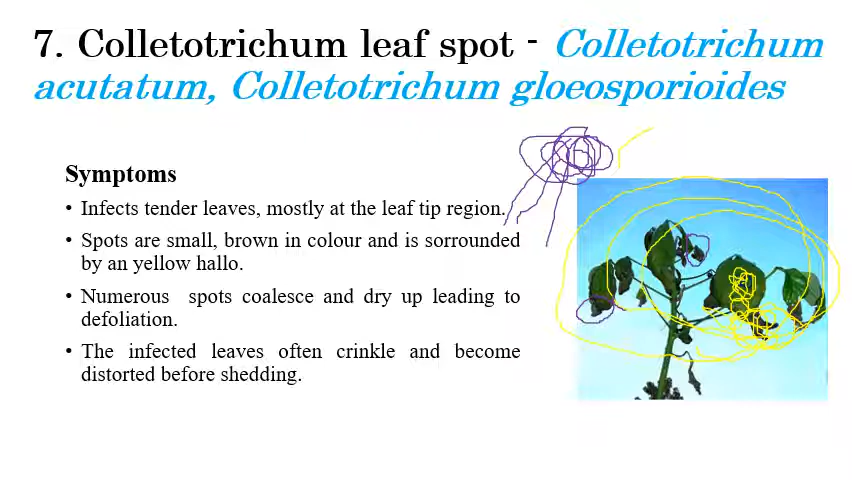 7. Colletotrichum leaf spot - Colletotrichum
acutatum, Colletotrichum gloeosporioides
Symptoms
• Infects tender leaves, mostly at the leaf tip region.
• Spots are small, brown in colour and is sorrounded
by an yellow hallo.
• Numerous spots coalesce and dry up leading to
defoliation.
• The infected leaves often crinkle and become
distorted before shedding.